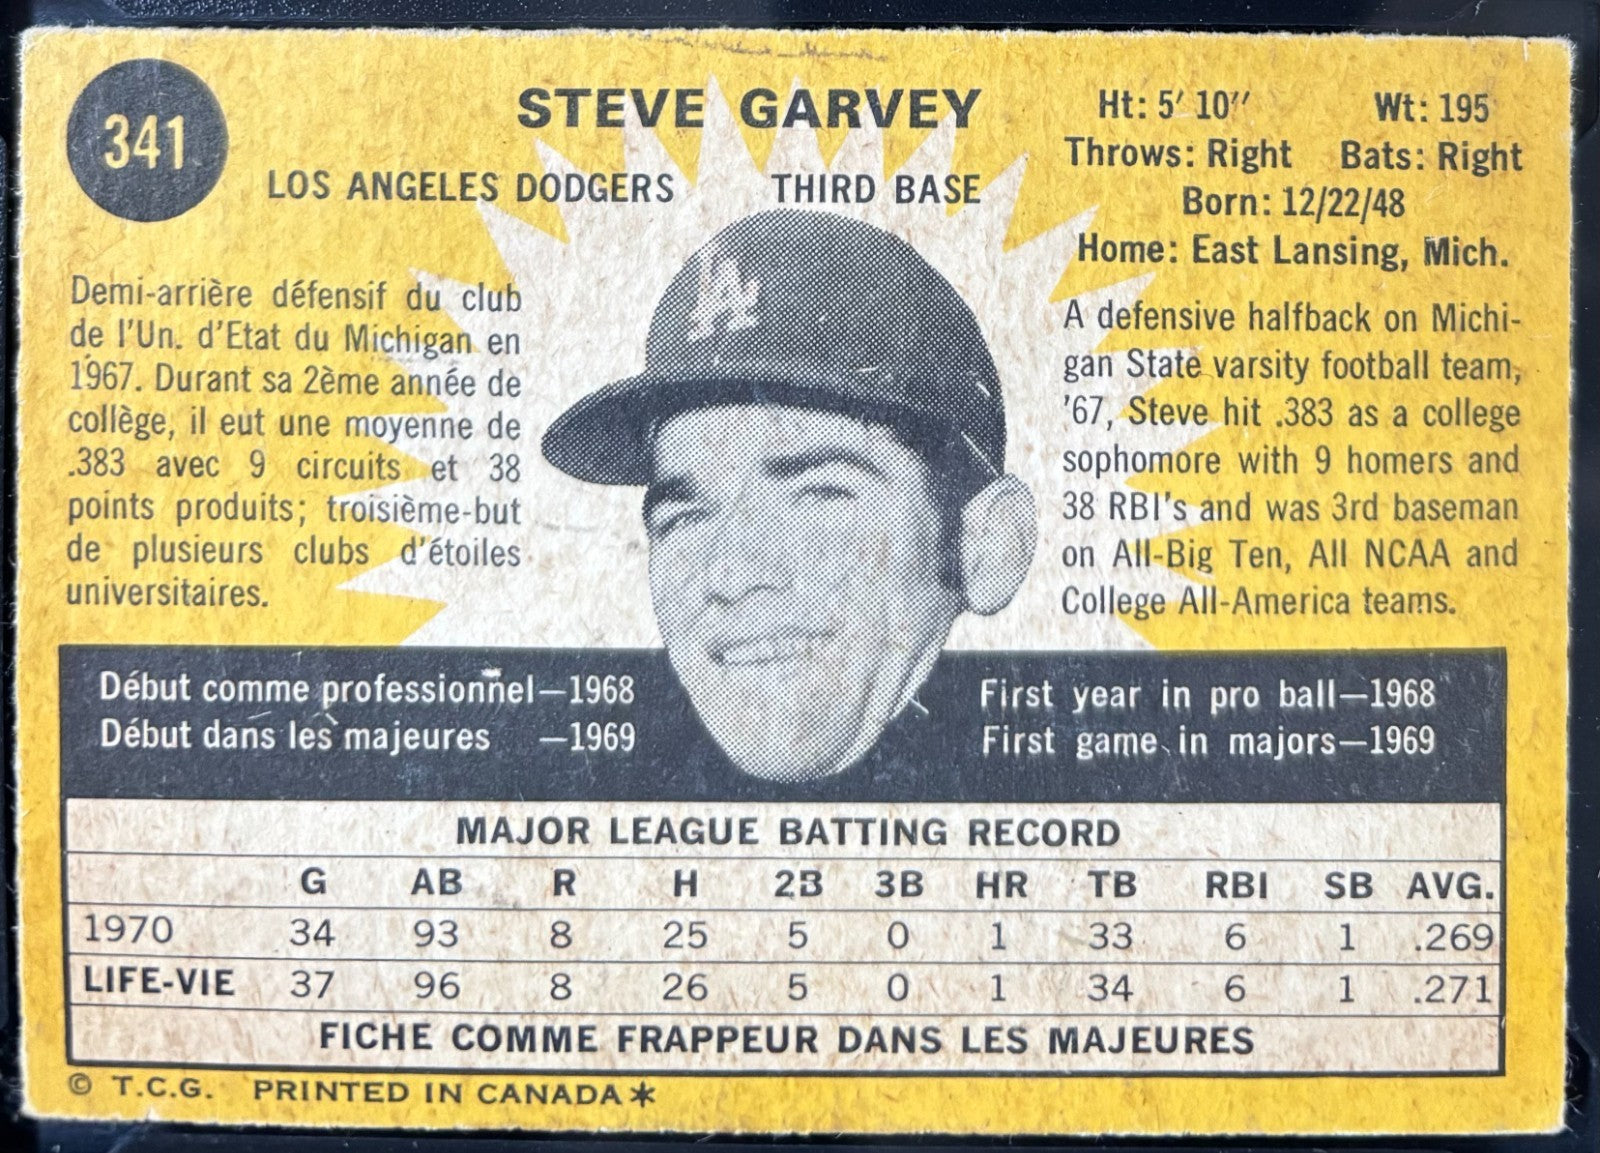 341
STEVE GARVEY
LOS ANGELES DODGERS THIRD BASE
Ht: 5' 10'' Wt: 195
Throws: Right Bats: Right
Born: 12/22/48
Home: East Lansing, Mich.
Demi-arrière défensif du club
de l'Un. d'Etat du Michigan en
1967. Durant sa 2ème année de
collège, il eut une moyenne de
.383 avec 9 circuits et 38
points produits; troisième-but
de plusieurs clubs d'étoiles
universitaires.
LA
A defensive halfback on Michi-
gan State varsity football team,
'67, Steve hit .383 as a college
sophomore with 9 homers and
38 RBI's and was 3rd baseman
on All-Big Ten, All NCAA and
College All-America teams.
Début comme professionnel—1968
Début dans les majeures —1969
First year in pro ball—1968
First game in majors—1969
MAJOR LEAGUE BATTING RECORD
G AB R H 2B 3B HR TB RBI SB AVG.
1970 34 93 8 25 5 0 1 33 6 1 .269
LIFE-VIE 37 96 8 26 5 0 1 34 6 1 .271
FICHE COMME FRAPPEUR DANS LES MAJEURES
© T.C.G. PRINTED IN CANADA*